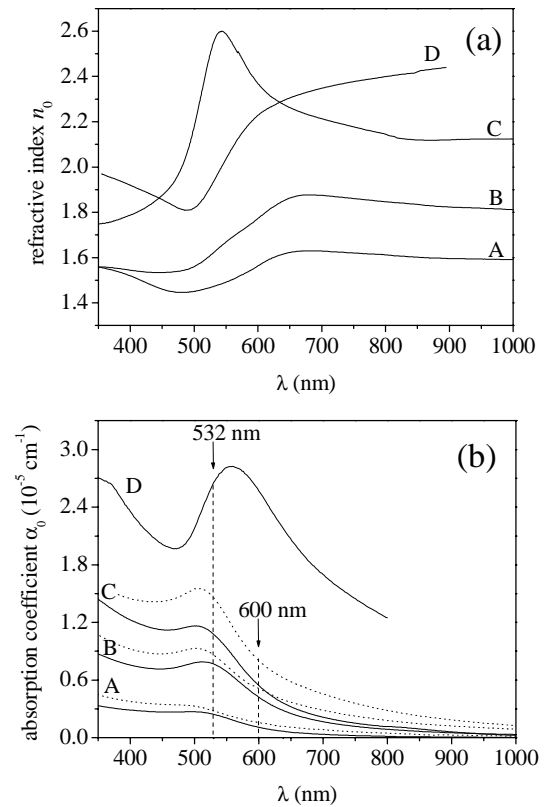 (a)
2.6
2.4
2.2
2.0
1.8
1.6
1.4
refractive index n₀
D
C
B
A
400 500 600 700 800 900 1000
λ (nm)
(b)
532 nm
600 nm
3.0
2.4
1.8
1.2
0.6
0.0
absorption coefficient α₀ (10⁻⁵ cm⁻¹)
D
C
B
A
400 500 600 700 800 900 1000
λ (nm)